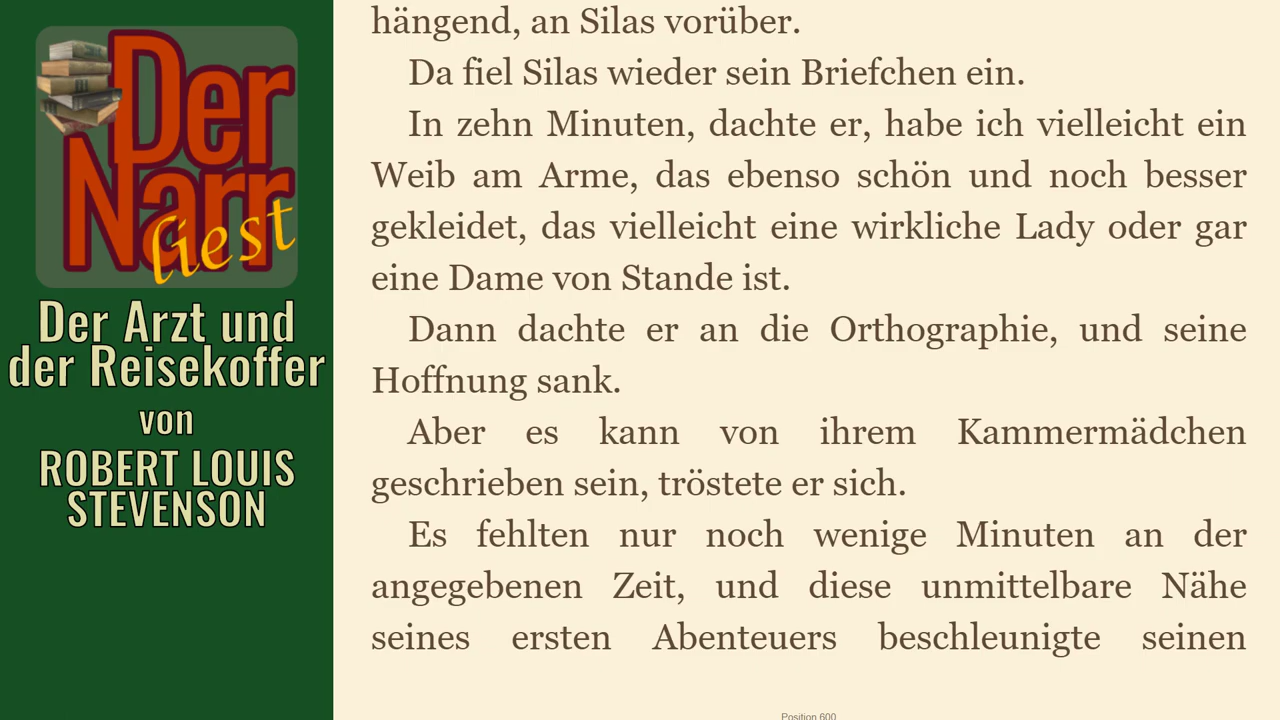 Der
Narr
liest
Der Arzt und
der Reisekoffer
von
ROBERT LOUIS
STEVENSON
hängend, an Silas vorüber.
Da fiel Silas wieder sein Briefchen ein.
In zehn Minuten, dachte er, habe ich vielleicht ein
Weib am Arme, das ebenso schön und noch besser
gekleidet, das vielleicht eine wirkliche Lady oder gar
eine Dame von Stande ist.
Dann dachte er an die Orthographie, und seine
Hoffnung sank.
Aber es kann von ihrem Kammermädchen
geschrieben sein, tröstete er sich.
Es fehlten nur noch wenige Minuten an der
angegebenen Zeit, und diese unmittelbare Nähe
seines ersten Abenteuers beschleunigte seinen
Position 600